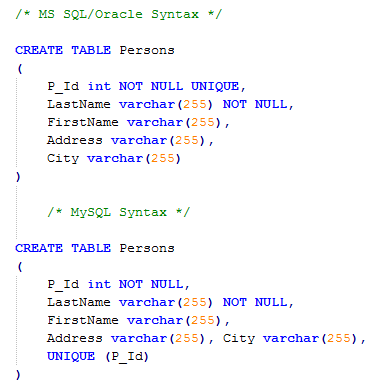 /* MS SQL/Oracle Syntax */
CREATE TABLE Persons
(
P_Id int NOT NULL UNIQUE,
LastName varchar(255) NOT NULL,
FirstName varchar(255),
Address varchar(255),
City varchar(255)
)
/* MySQL Syntax */
CREATE TABLE Persons
(
P_Id int NOT NULL,
LastName varchar(255) NOT NULL,
FirstName varchar(255),
Address varchar(255), City varchar(255),
UNIQUE (P_Id)
)